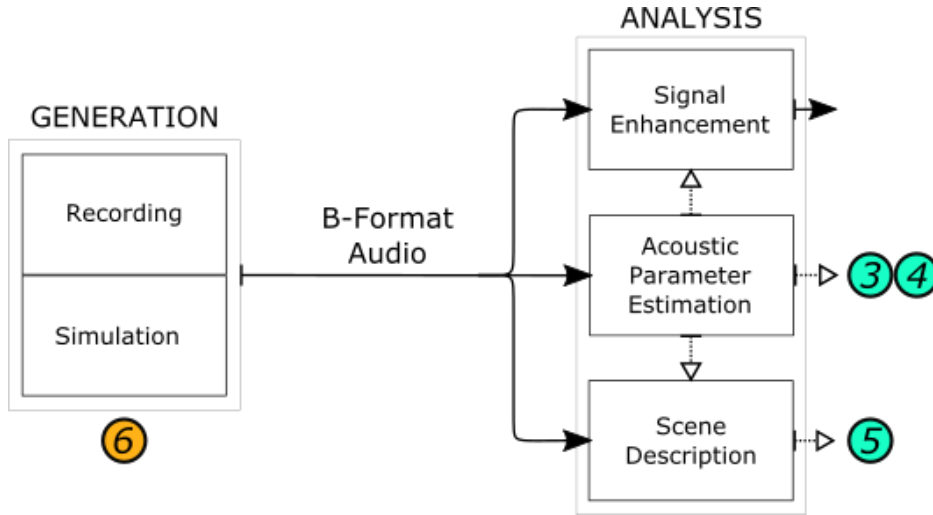 GENERATION
Recording
Simulation
6
B-Format
Audio
ANALYSIS
Signal
Enhancement
Acoustic
Parameter
Estimation
3 4
Scene
Description
5